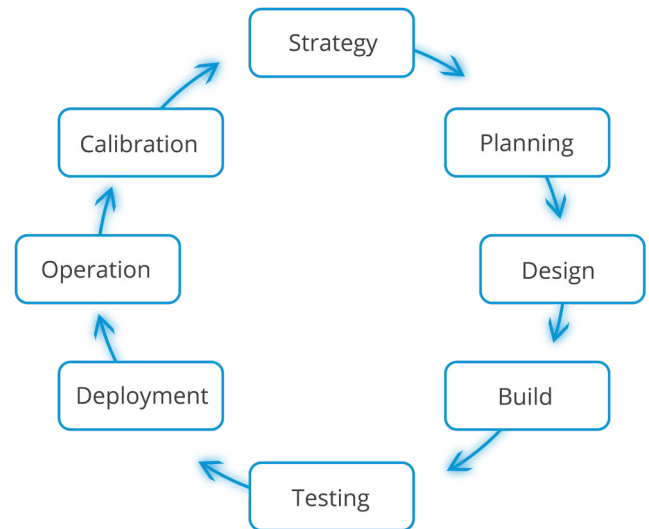 Strategy
Planning
Design
Build
Testing
Deployment
Operation
Calibration